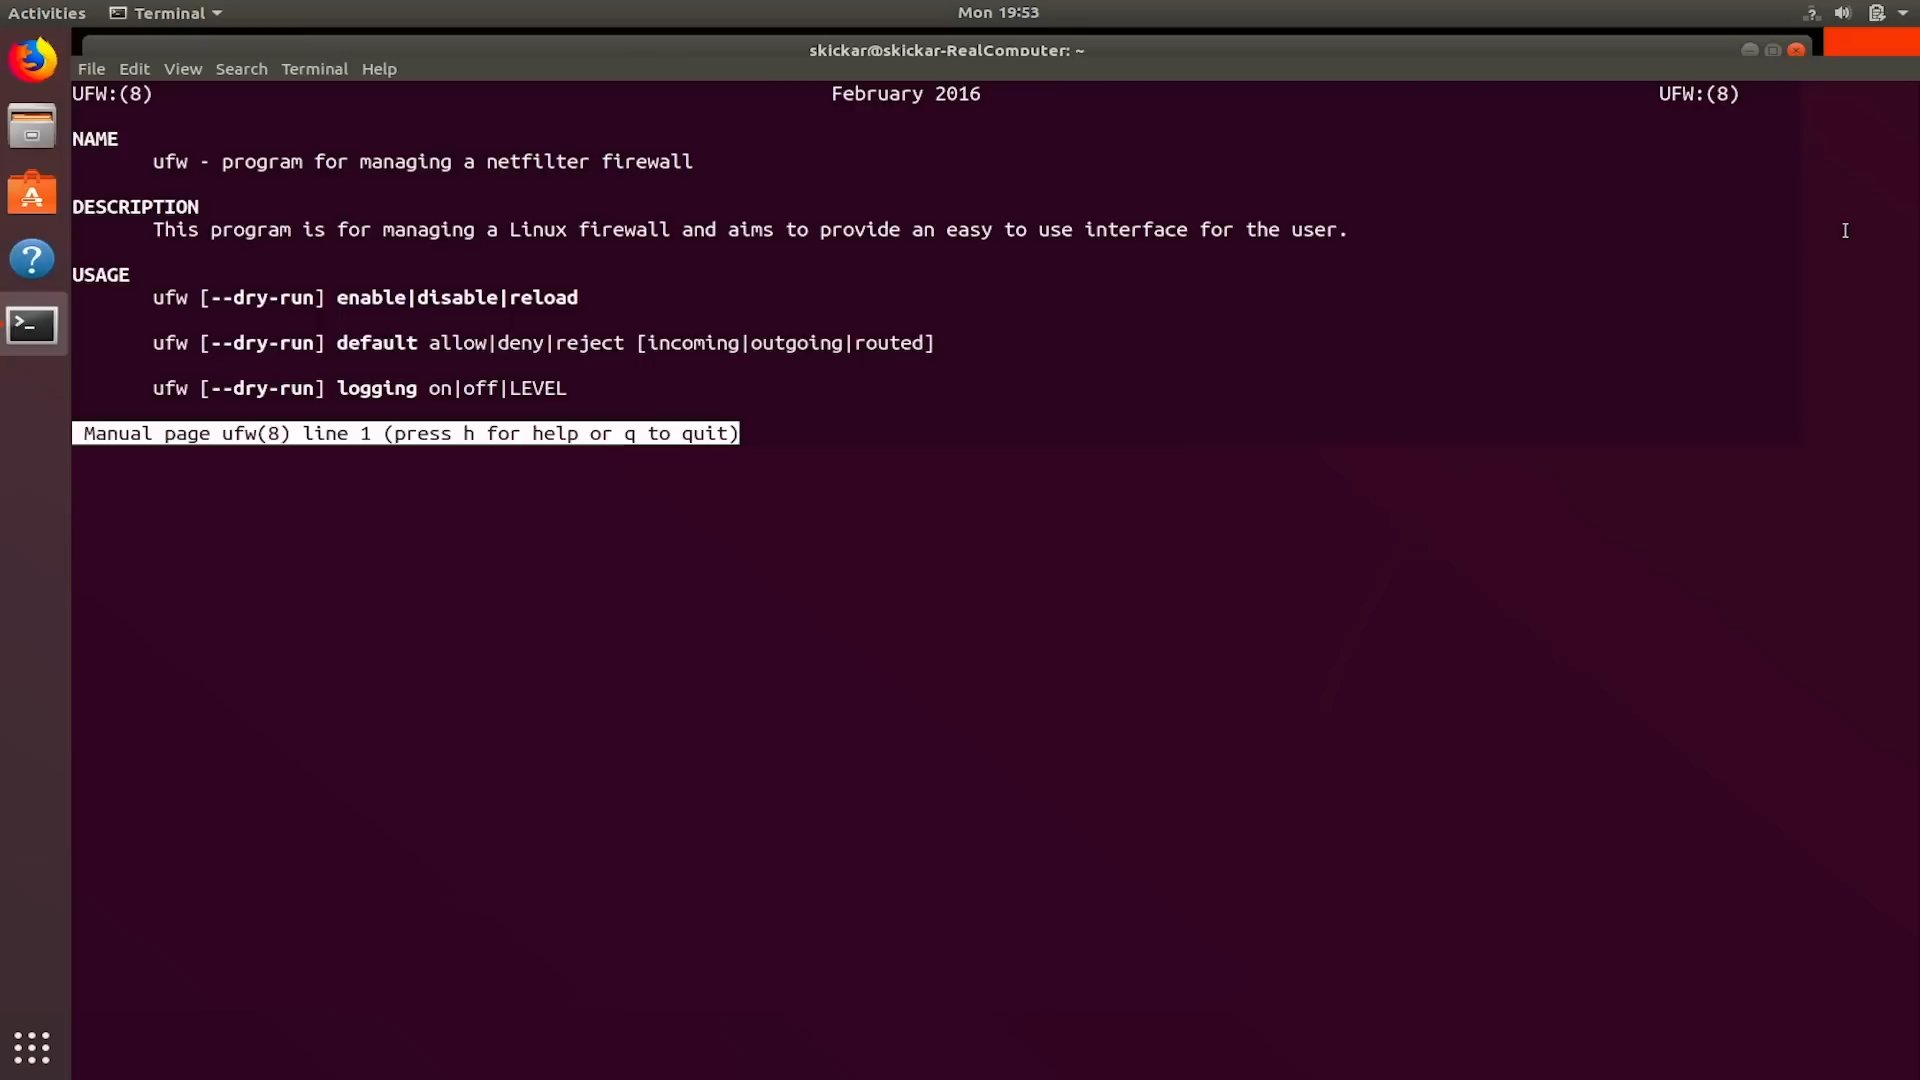 Activities
Terminal
Mon 19:53
skickar@skickar-RealComputer: ~
File Edit View Search Terminal Help
UFW:(8) February 2016 UFW:(8)
NAME
ufw - program for managing a netfilter firewall
DESCRIPTION
This program is for managing a Linux firewall and aims to provide an easy to use interface for the user.
USAGE
ufw [--dry-run] enable|disable|reload
ufw [--dry-run] default allow|deny|reject [incoming|outgoing|routed]
ufw [--dry-run] logging on|off|LEVEL
Manual page ufw(8) line 1 (press h for help or q to quit)